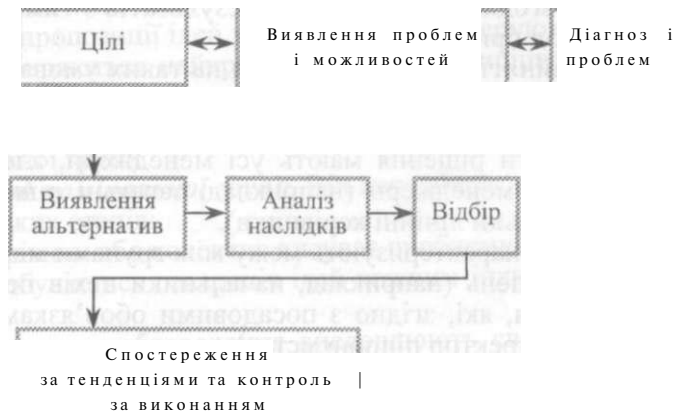 Цілі
Виявлення проблем
і можливостей
Діагноз і
проблем
Виявлення
альтернатив
Аналіз
наслідків
Відбір
Спостереження
за тенденціями та контроль |
за виконанням